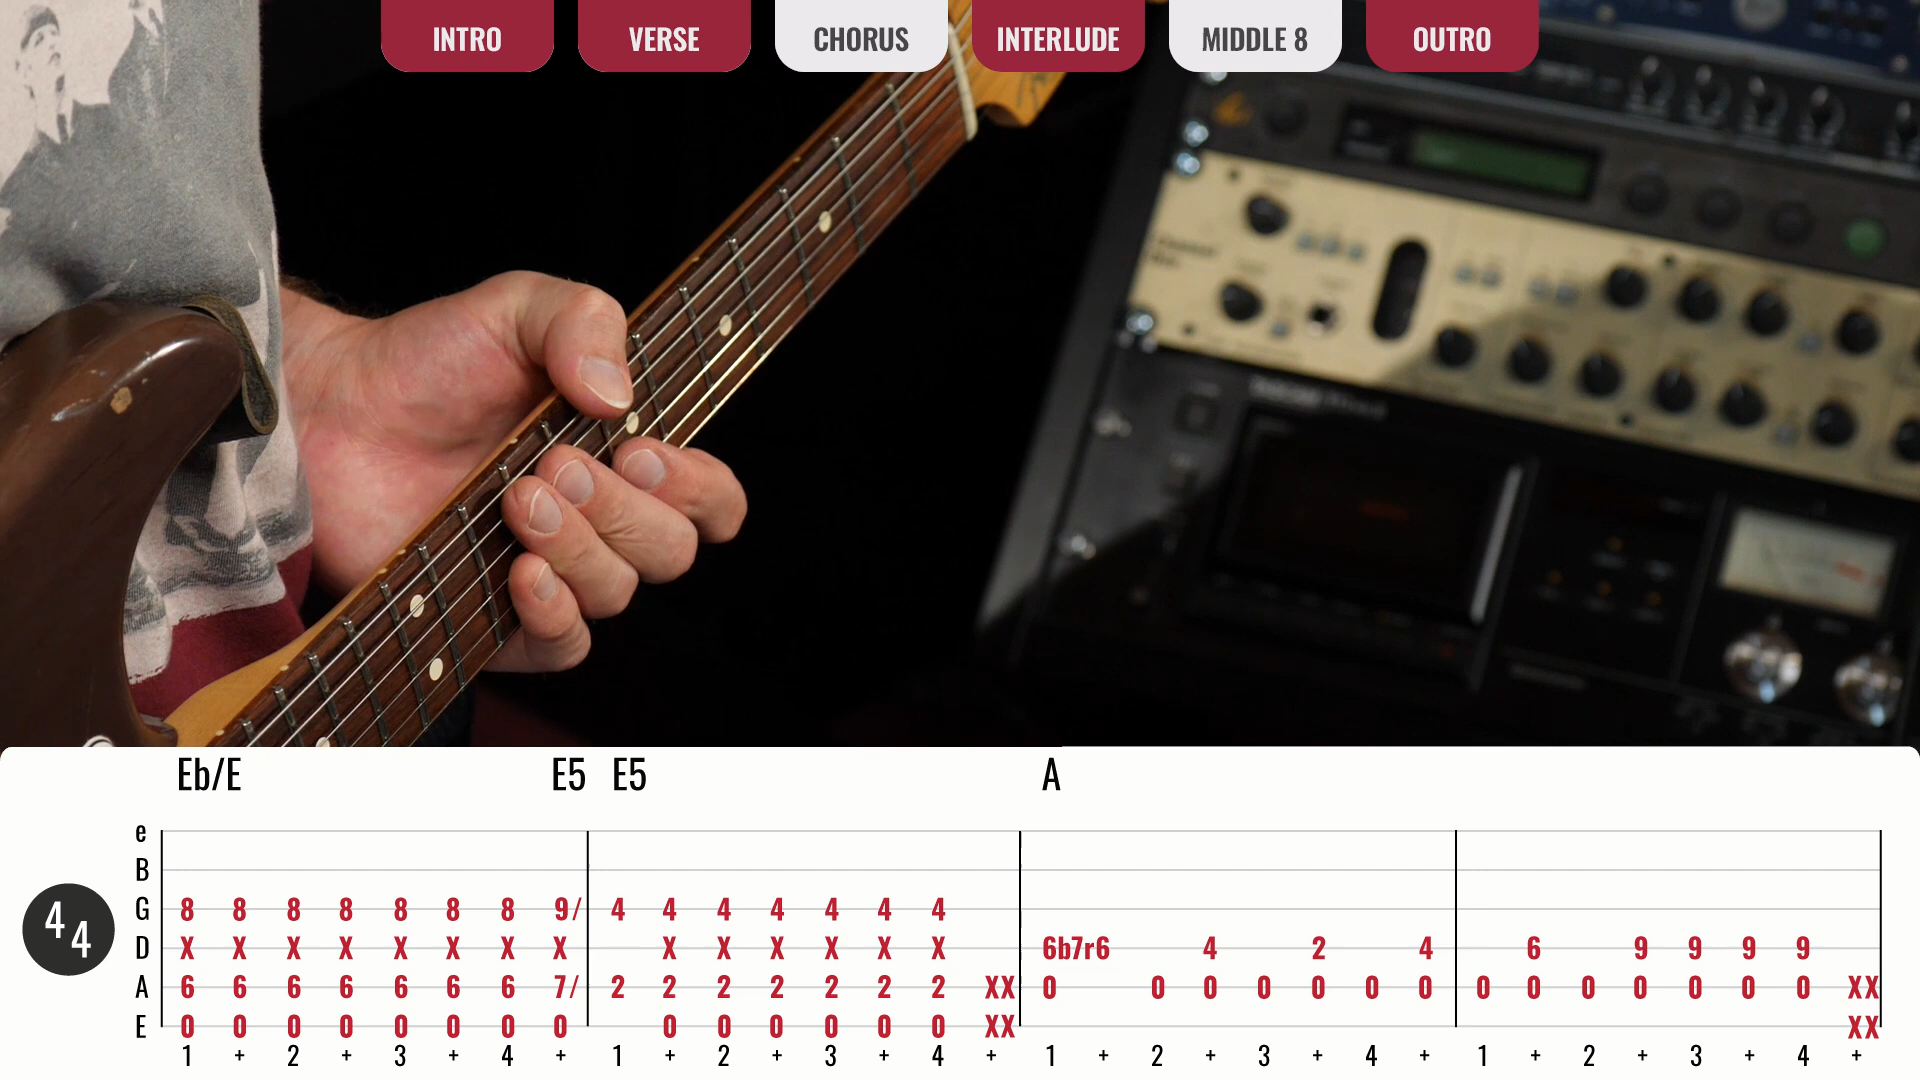 INTRO VERSE CHORUS INTERLUDE MIDDLE 8 OUTRO
Eb/E E5 E5 A
e
B
G 8 8 8 8 8 8 8 9/ 4 4 4 4 4 4 4
4 4
D X X X X X X X X X X X X X X 6b7r6 4 2 4 6 9 9 9 9
A 6 6 6 6 6 6 6 7/ 2 2 2 2 2 2 2 XX 0 0 0 0 0 0 0 0 0 0 0 0 0 0 XX
E 0 0 0 0 0 0 0 0 0 0 0 0 0 0 XX XX
1 + 2 + 3 + 4 + 1 + 2 + 3 + 4 + 1 + 2 + 3 + 4 + 1 + 2 + 3 + 4 +